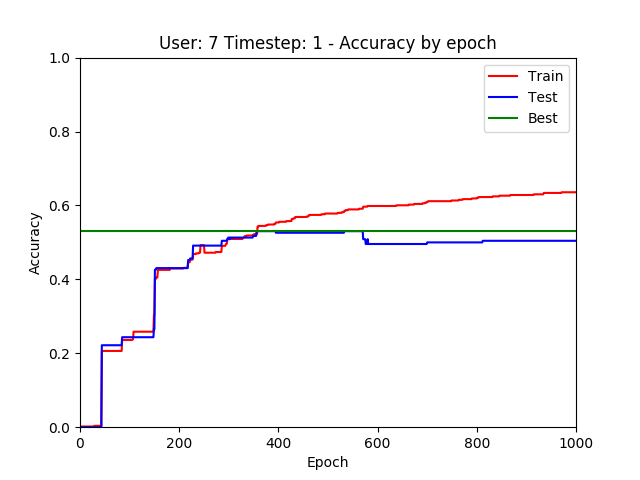 User: 7 Timestep: 1 - Accuracy by epoch
1.0
0.8
0.6
0.4
0.2
0.0
Accuracy
0 200 400 600 800 1000
Epoch
Train
Test
Best